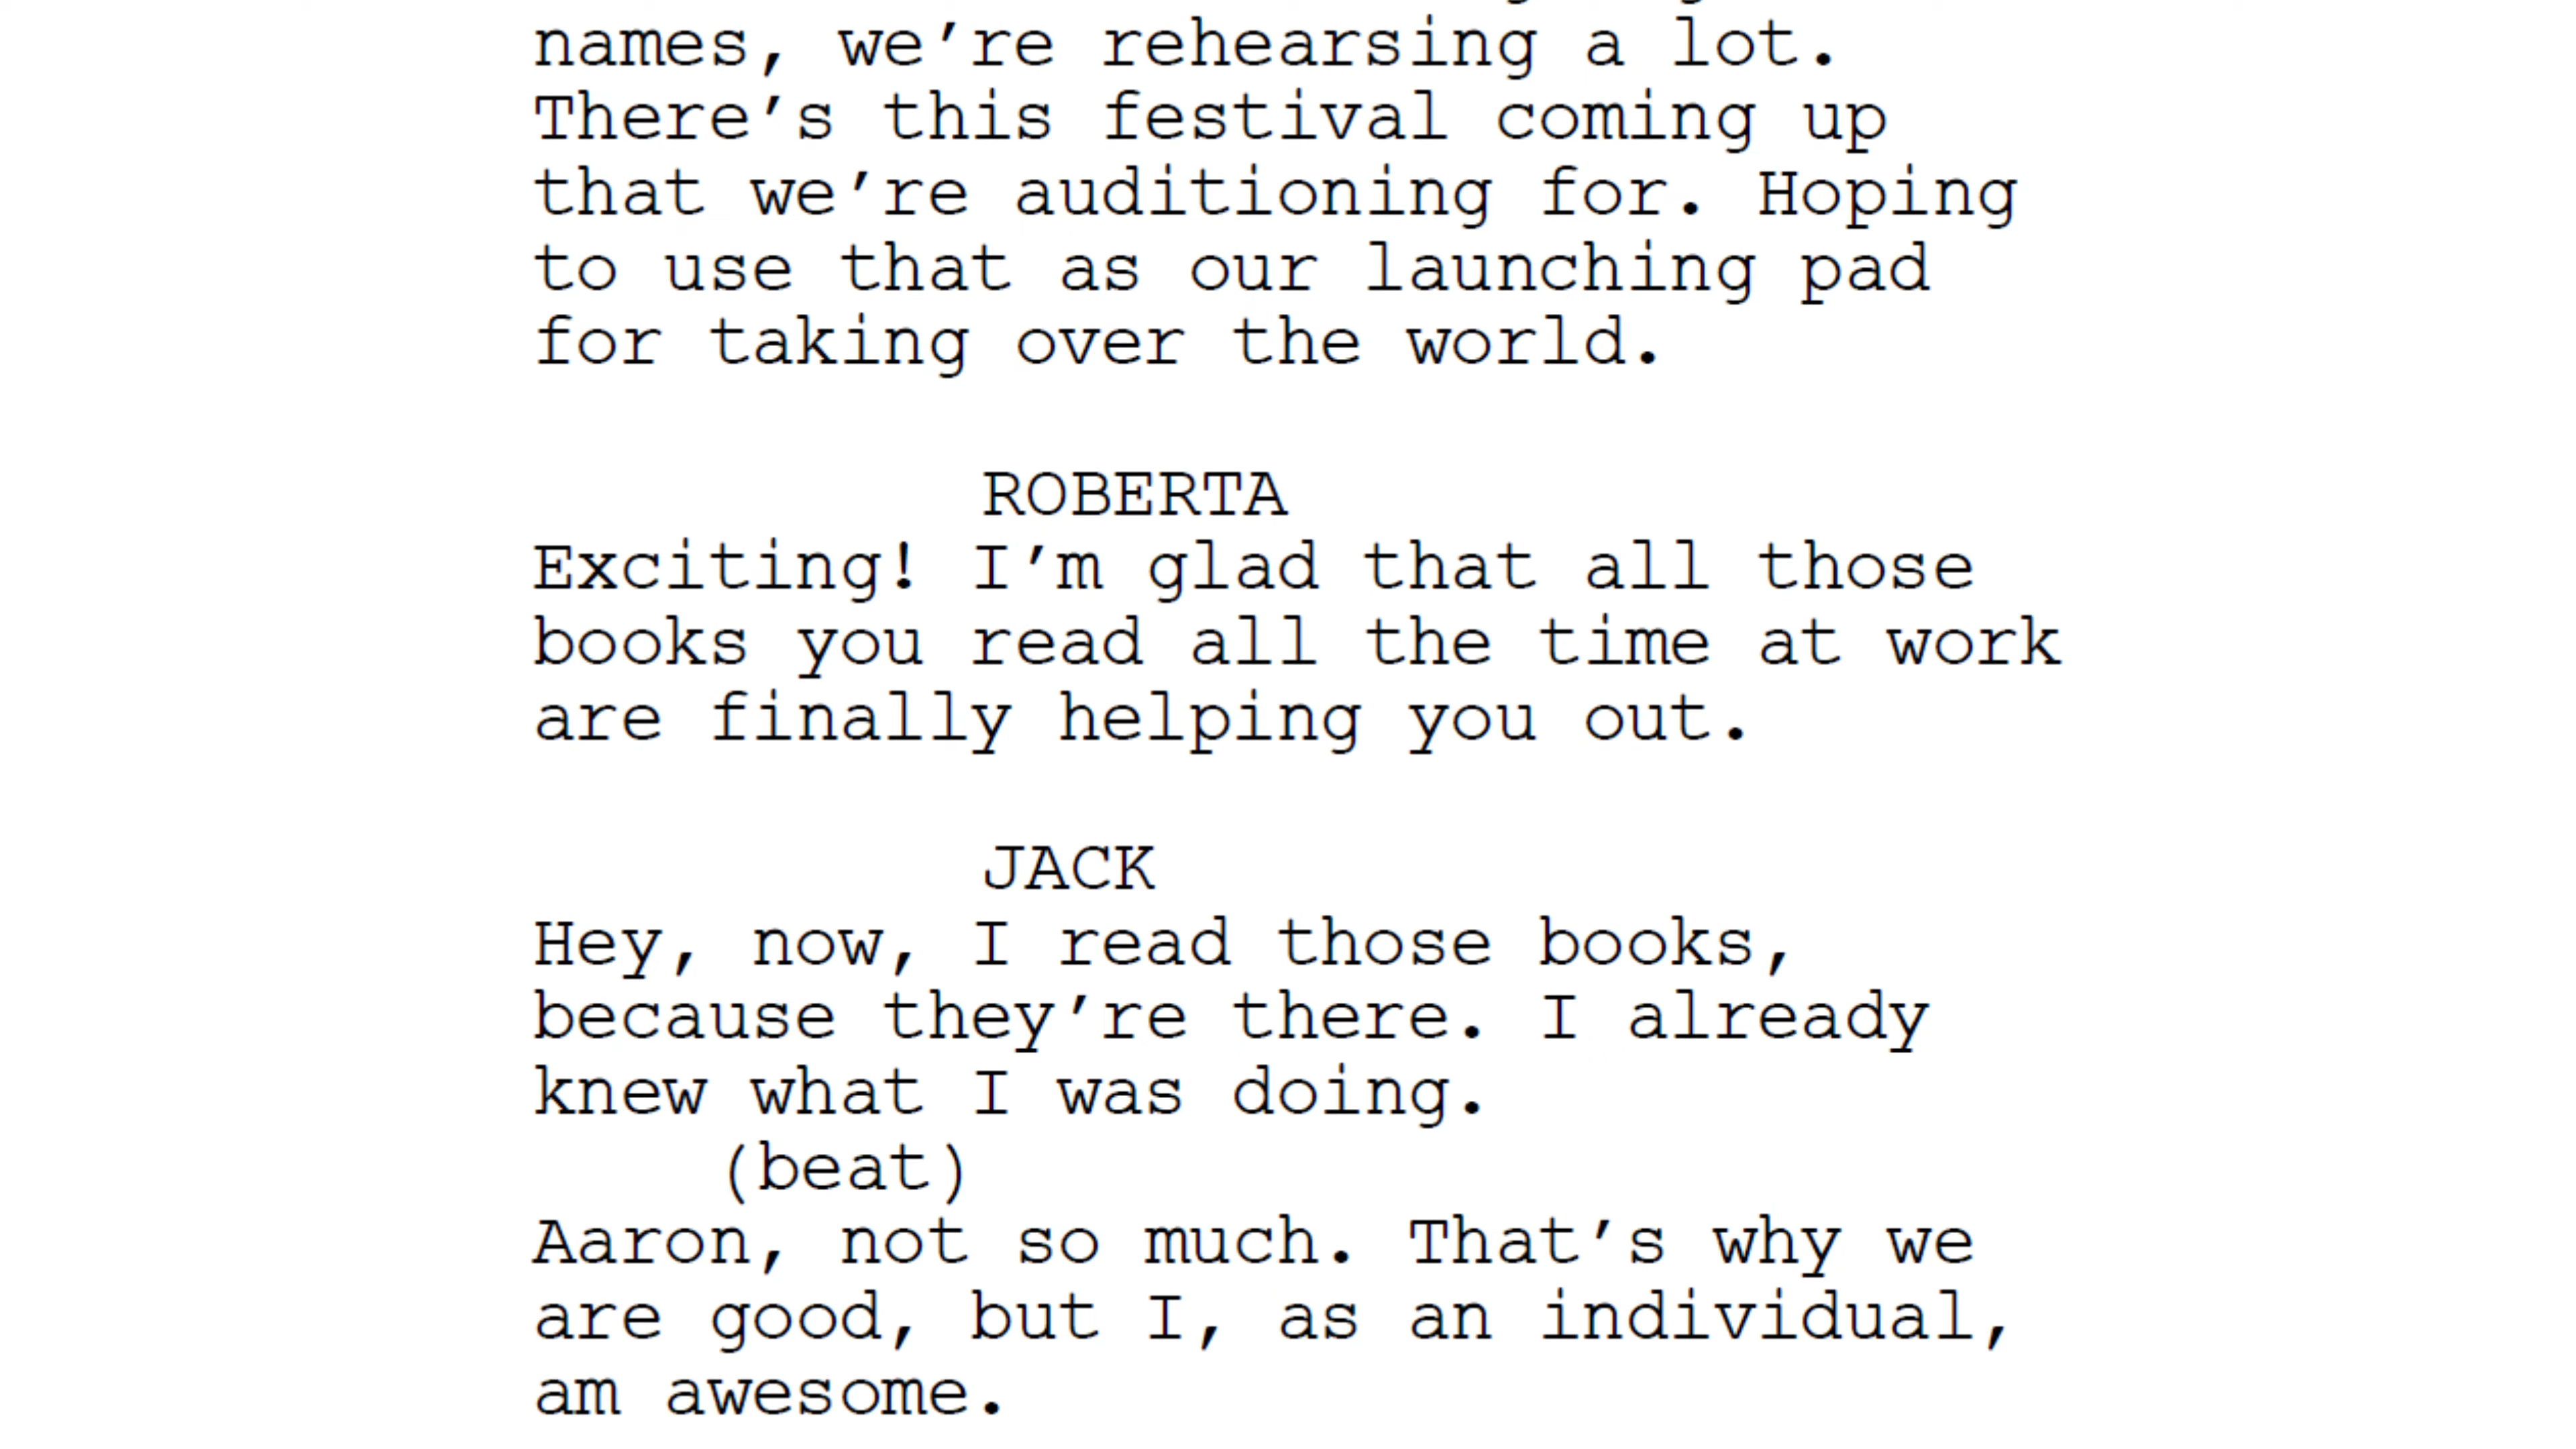 names, we’re rehearsing a lot.
There’s this festival coming up
that we’re auditioning for. Hoping
to use that as our launching pad
for taking over the world.
ROBERTA
Exciting! I’m glad that all those
books you read all the time at work
are finally helping you out.
JACK
Hey, now, I read those books,
because they’re there. I already
knew what I was doing.
(beat)
Aaron, not so much. That’s why we
are good, but I, as an individual,
am awesome.